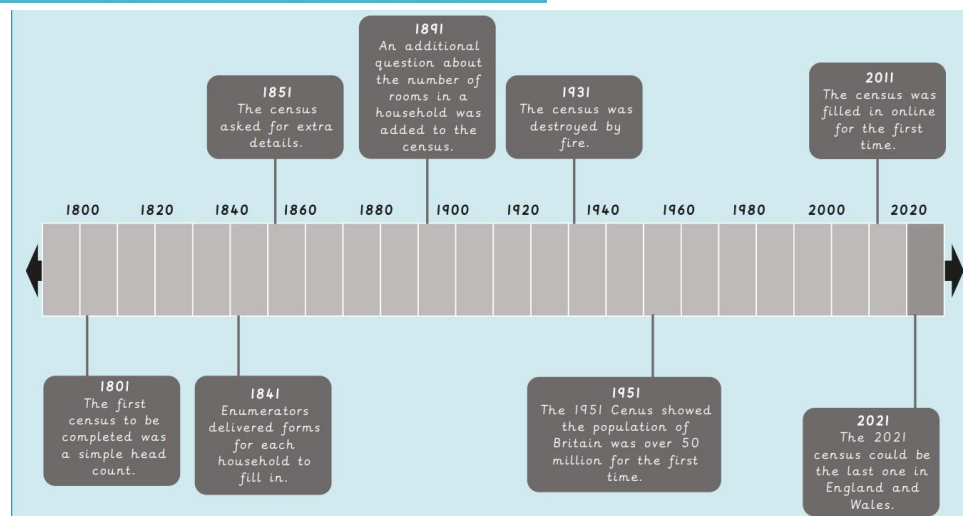 1891
An additional
question about
the number of
rooms in a
household was
added to the
census.
1851
The census
asked for extra
details.
1931
The census was
destroyed by
fire.
2011
The census was
filled in online
for the first
time.
1800 1820 1840 1860 1880 1900 1920 1940 1960 1980 2000 2020
1801
The first
census to be
completed was
a simple head
count.
1841
Enumerators
delivered forms
for each
household to
fill in.
1951
The 1951 Cenus showed
the population of
Britain was over 50
million for the first
time.
2021
The 2021
census could be
the last one in
England and
Wales.